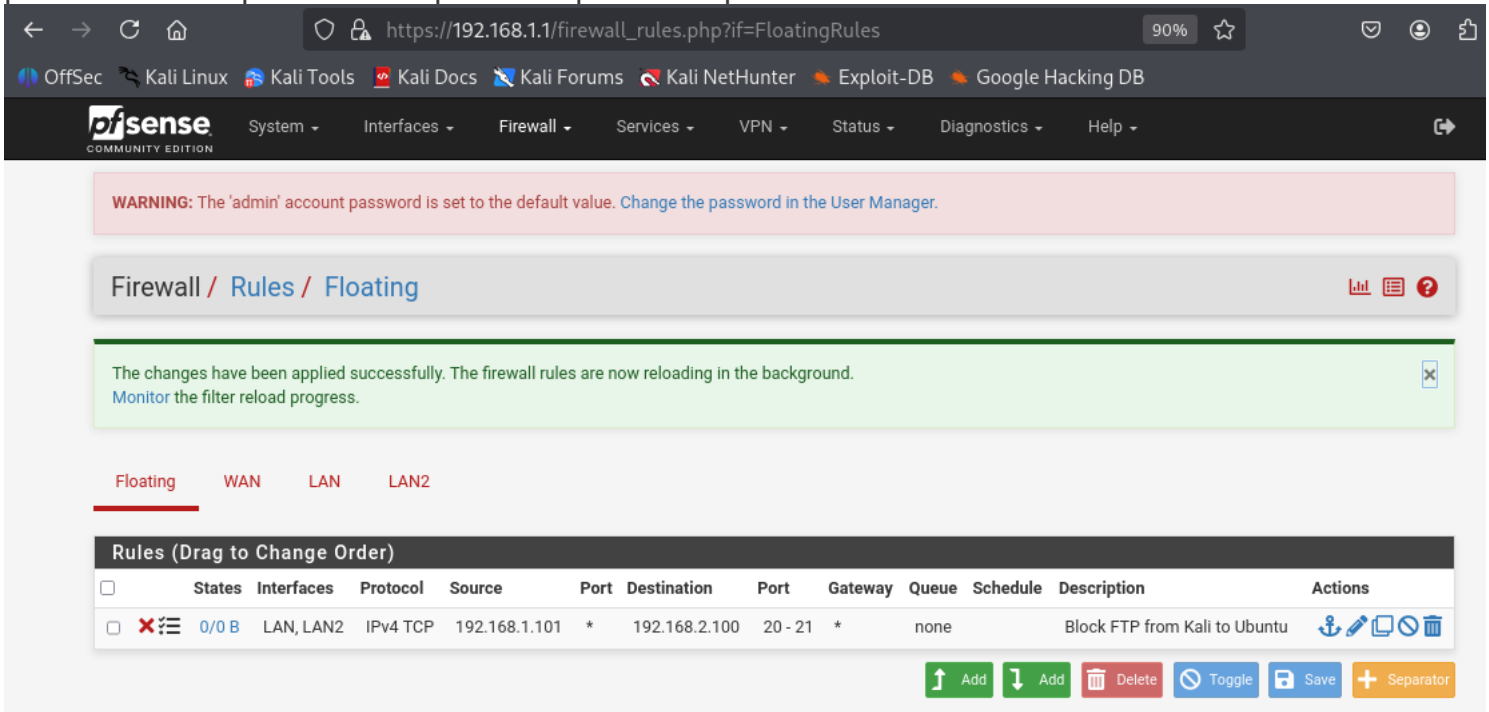 https://192.168.1.1/firewall_rules.php?if=FloatingRules 90%
OffSec Kali Linux Kali Tools Kali Docs Kali Forums Kali NetHunter Exploit-DB Google Hacking DB
pfsense System Interfaces Firewall Services VPN Status Diagnostics Help
COMMUNITY EDITION
WARNING: The 'admin' account password is set to the default value. Change the password in the User Manager.
Firewall / Rules / Floating
The changes have been applied successfully. The firewall rules are now reloading in the background.
Monitor the filter reload progress.
Floating WAN LAN LAN2
Rules (Drag to Change Order)
States Interfaces Protocol Source Port Destination Port Gateway Queue Schedule Description Actions
0/0 B LAN, LAN2 IPv4 TCP 192.168.1.101 * 192.168.2.100 20 - 21 * none Block FTP from Kali to Ubuntu
Add Add Delete Toggle Save Separator